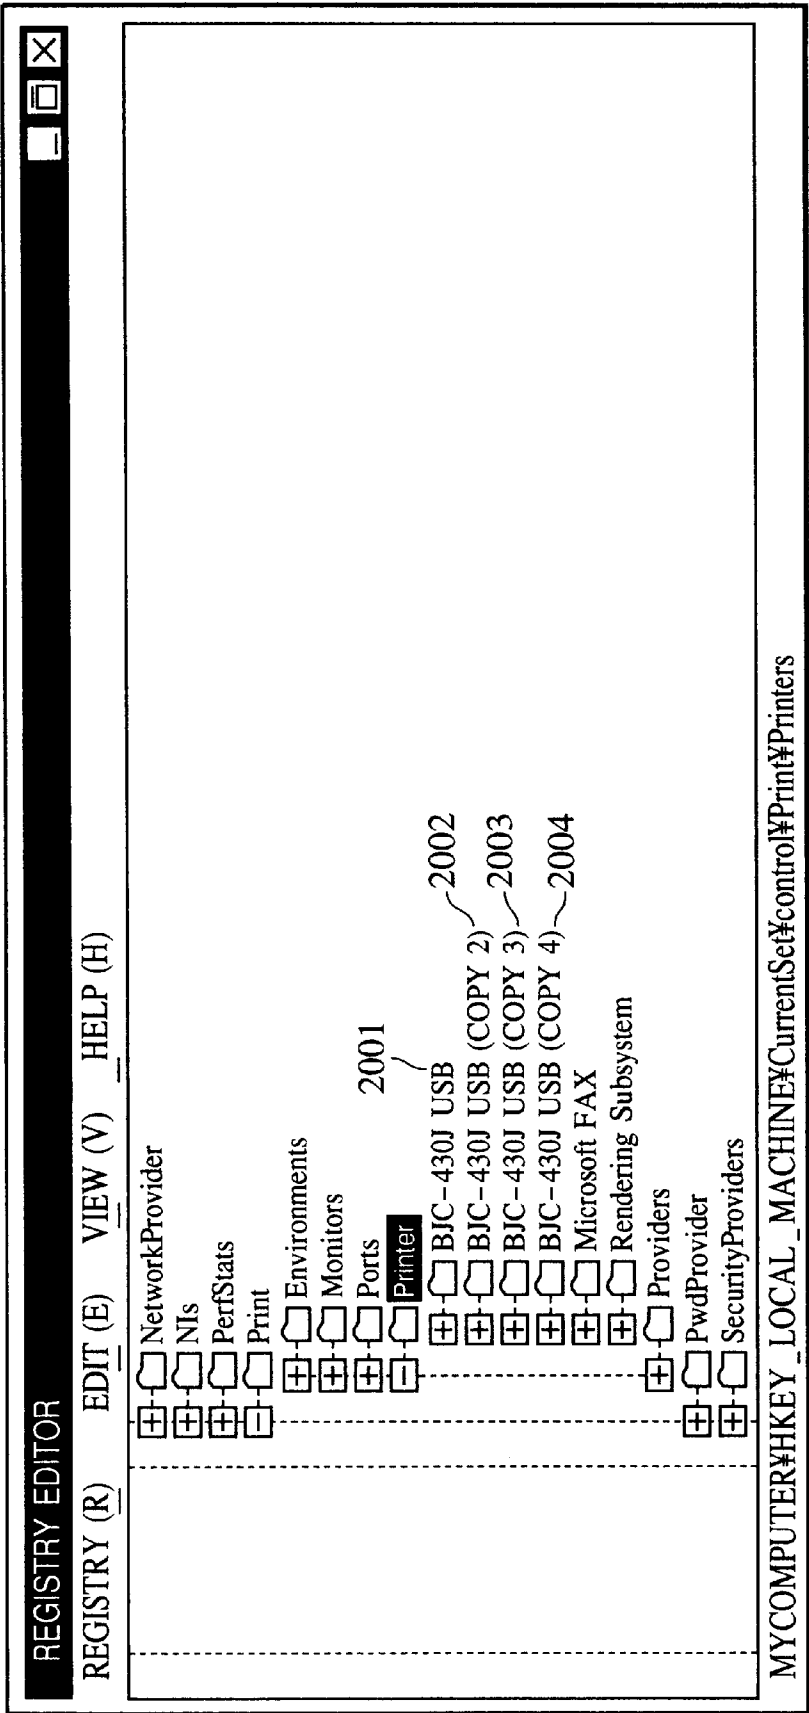 REGISTRY EDITOR
REGISTRY (R) EDIT (E) VIEW (V) HELP (H)
NetworkProvider
NIs
PerfStats
Print
Environments
Monitors
Ports
Printer
2001
BJC-430J USB
BJC-430J USB (COPY 2) 2002
BJC-430J USB (COPY 3) 2003
BJC-430J USB (COPY 4) 2004
Microsoft FAX
Rendering Subsystem
Providers
PwdProvider
SecurityProviders
MYCOMPUTER¥HKEY_LOCAL_MACHINE¥CurrentSet¥control¥Print¥Printers